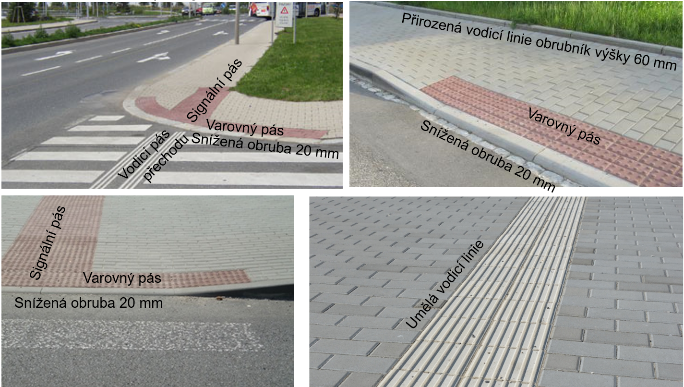 Signální pás
Varovný pás
Snížená obruba 20 mm
Vodicí pás
přechodu
Přirozená vodicí linie obrubník výšky 60 mm
Varovný pás
Snížená obruba 20 mm
Signální pás
Varovný pás
Snížená obruba 20 mm
Umělá vodicí linie